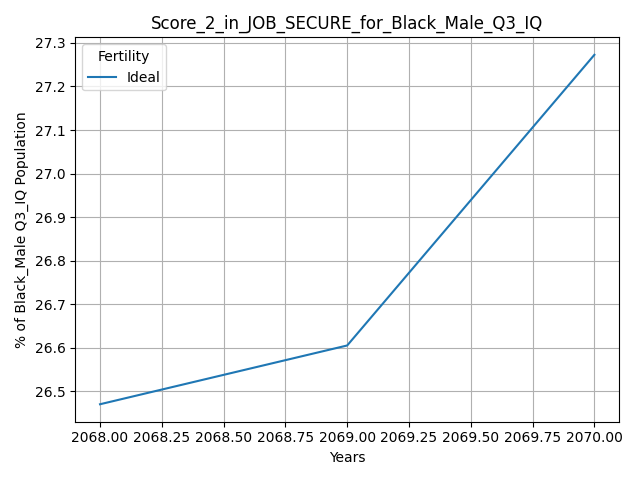 Score_2_in_JOB_SECURE_for_Black_Male_Q3_IQ
Fertility
Ideal
% of Black_Male Q3_IQ Population
27.3
27.2
27.1
27.0
26.9
26.8
26.7
26.6
26.5
2068.00 2068.25 2068.50 2068.75 2069.00 2069.25 2069.50 2069.75 2070.00
Years